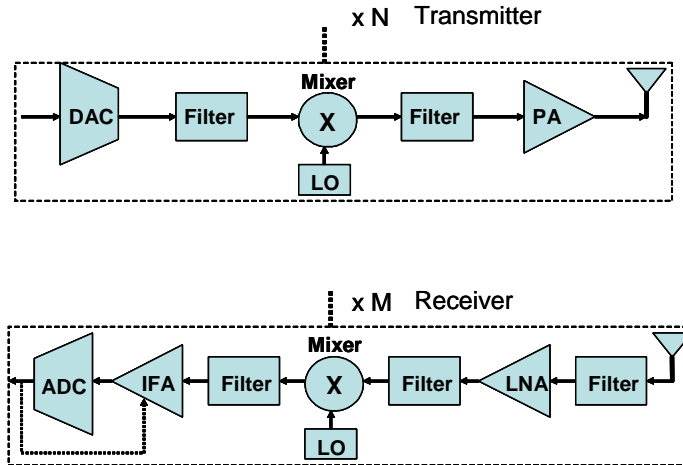 x N Transmitter
Mixer
DAC
Filter
X
Filter
PA
LO
x M Receiver
Mixer
ADC
IFA
Filter
X
Filter
LNA
Filter
LO